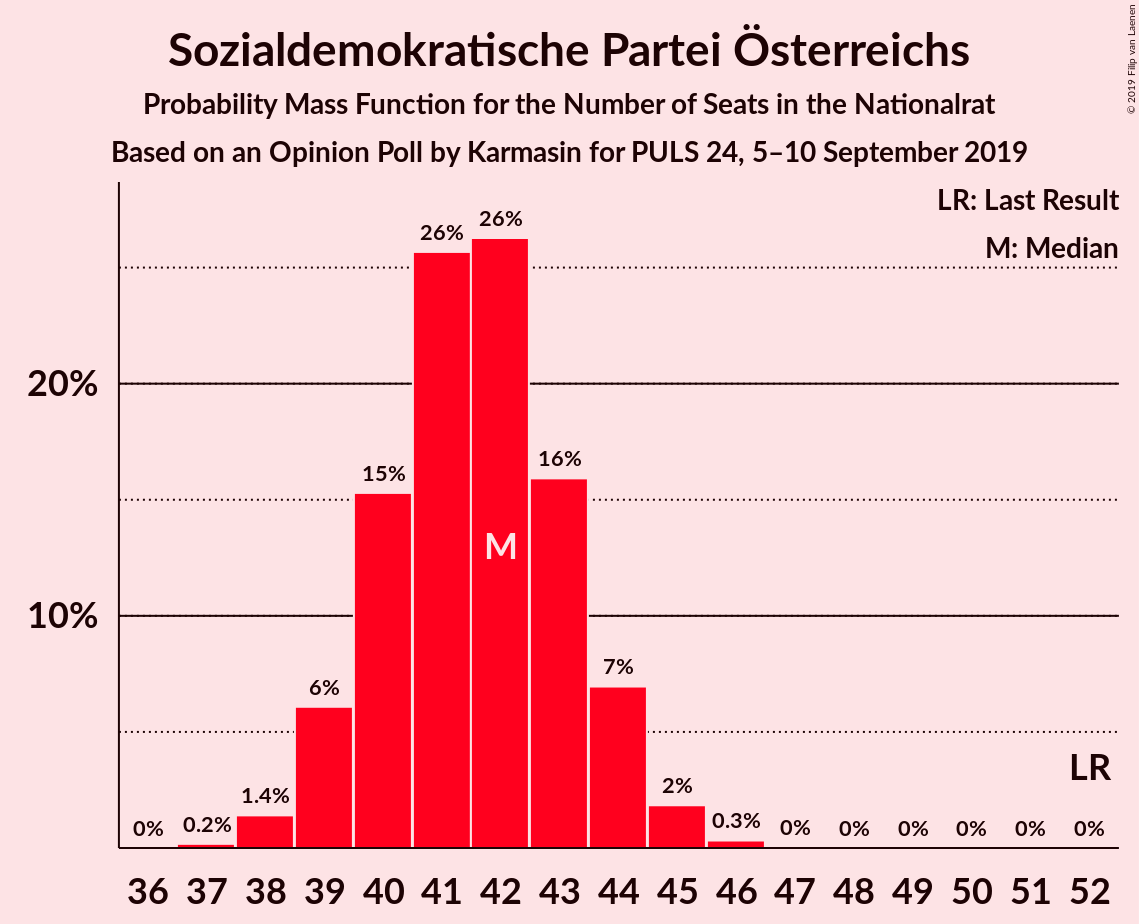 Sozialdemokratische Partei Österreichs
Probability Mass Function for the Number of Seats in the Nationalrat
Based on an Opinion Poll by Karmasin for PULS 24, 5–10 September 2019
© 2019 Filip van Laenen
LR: Last Result
M: Median
20%
10%
0%
0.2%
1.4%
6%
15%
26%
26%
16%
7%
2%
0.3%
0%
0%
0%
0%
0%
0%
M
LR
36 37 38 39 40 41 42 43 44 45 46 47 48 49 50 51 52